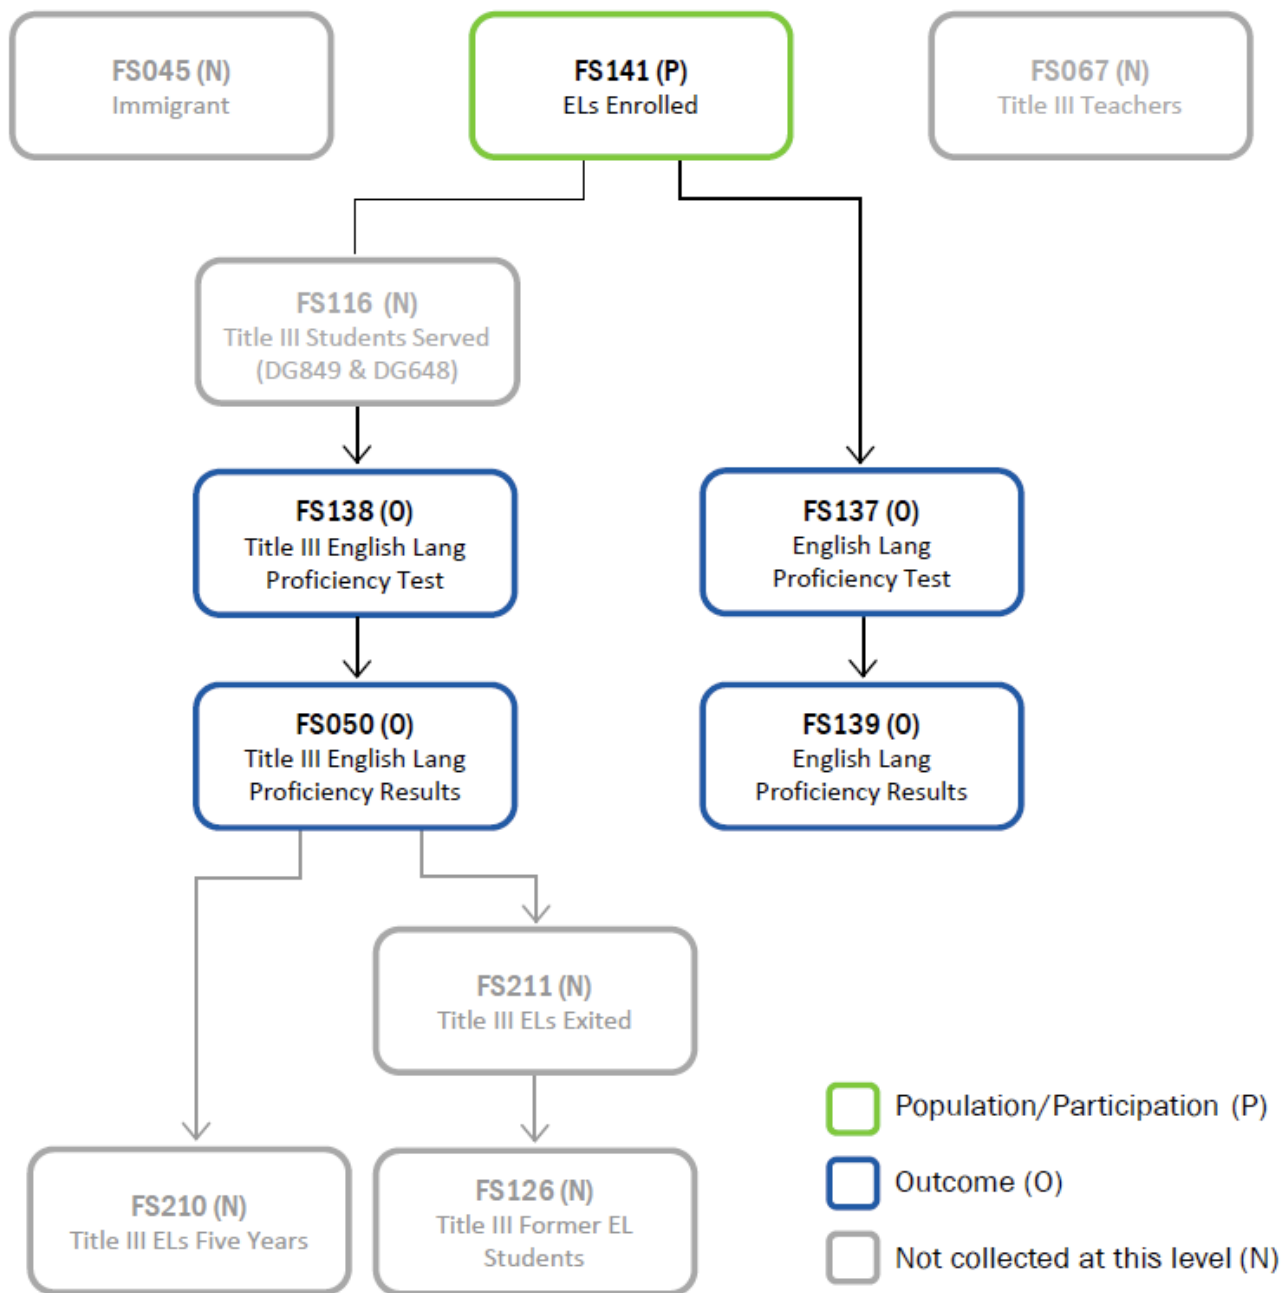 FS045 (N)
Immigrant
FS141 (P)
ELs Enrolled
FS067 (N)
Title III Teachers
FS116 (N)
Title III Students Served
(DG849 & DG648)
FS138 (O)
Title III English Lang
Proficiency Test
FS137 (O)
English Lang
Proficiency Test
FS050 (O)
Title III English Lang
Proficiency Results
FS139 (O)
English Lang
Proficiency Results
FS211 (N)
Title III ELs Exited
FS210 (N)
Title III ELs Five Years
FS126 (N)
Title III Former EL
Students
Population/Participation (P)
Outcome (O)
Not collected at this level (N)